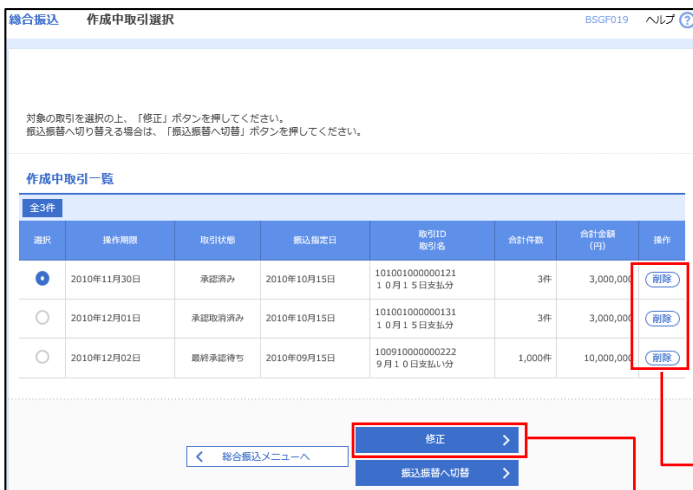 総合振込 作成中取引選択 BSGF019 ヘルプ ?
対象の取引を選択の上、「修正」ボタンを押してください。
振込振替へ切り替える場合は、「振込振替へ切替」ボタンを押してください。
作成中取引一覧
全3件
選択 操作期限 取引状態 振込指定日 取引ID 取引名 合計件数 合計金額 (円) 操作
2010年11月30日 承認済み 2010年10月15日 101001000000121 3件 3,000,000 削除
１０月１５日支払分
2010年12月01日 承認取消済み 2010年10月15日 101001000000131 3件 3,000,000 削除
１０月１５日支払分
2010年12月02日 最終承認待ち 2010年09月15日 100910000000222 1,000件 10,000,000 削除
９月１０日支払い分
修正
総合振込メニューへ
振込振替へ切替